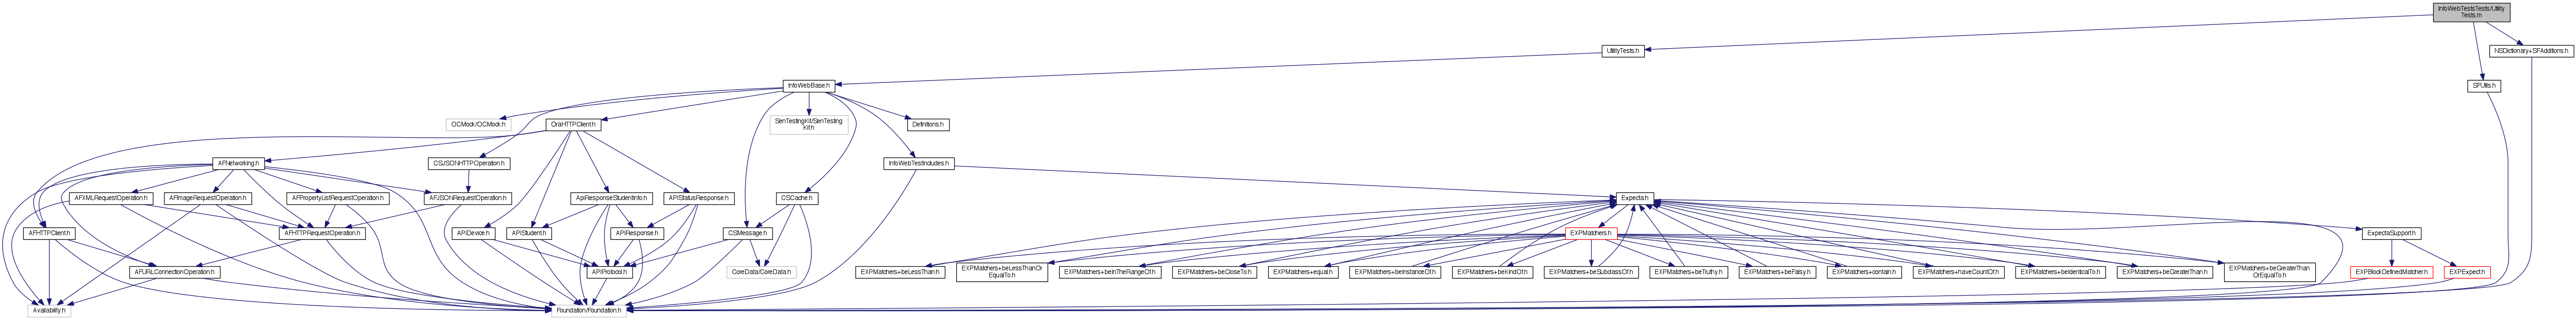 InfoWebTestsTests/Utility
Tests.m
UtilityTests.h
NSDictionary+SFAdditions.h
InfoWebBase.h
SFUtils.h
OCMock/OCMock.h
OraHTTPClient.h
SenTestingKit/SenTesting
Kit.h
Definitions.h
AFNetworking.h
CSJSONHTTPOperation.h
InfoWebTestIncludes.h
AFXMLRequestOperation.h
AFImageRequestOperation.h
AFPropertyListRequestOperation.h
AFJSONRequestOperation.h
ApiResponseStudentInfo.h
APIStatusResponse.h
CSCache.h
Expecta.h
AFHTTPClient.h
AFHTTPRequestOperation.h
APIDevice.h
APIStudent.h
APIResponse.h
CSMessage.h
EXPMatchers.h
ExpectaSupport.h
AFURLConnectionOperation.h
APIProtocol.h
CoreData/CoreData.h
EXPMatchers+beLessThan.h
EXPMatchers+beLessThanOr
EqualTo.h
EXPMatchers+beInTheRangeOf.h
EXPMatchers+beCloseTo.h
EXPMatchers+equal.h
EXPMatchers+beInstanceOf.h
EXPMatchers+beKindOf.h
EXPMatchers+beSubclassOf.h
EXPMatchers+beTruthy.h
EXPMatchers+beFalsy.h
EXPMatchers+contain.h
EXPMatchers+haveCountOf.h
EXPMatchers+beIdenticalTo.h
EXPMatchers+beGreaterThan.h
EXPMatchers+beGreaterThan
OrEqualTo.h
EXPBlockDefinedMatcher.h
EXPExpect.h
Availability.h
Foundation/Foundation.h